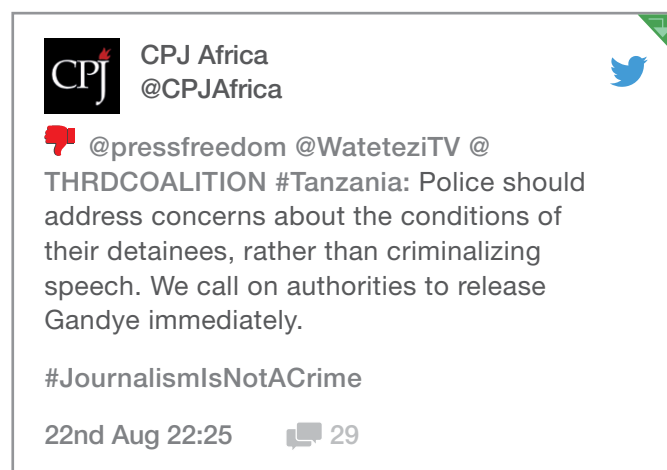 CPJ
CPJ Africa
@CPJAfrica
@pressfreedom @WateteziTV @
THRDCOALITION #Tanzania: Police should
address concerns about the conditions of
their detainees, rather than criminalizing
speech. We call on authorities to release
Gandye immediately.
#JournalismIsNotACrime
22nd Aug 22:25 29